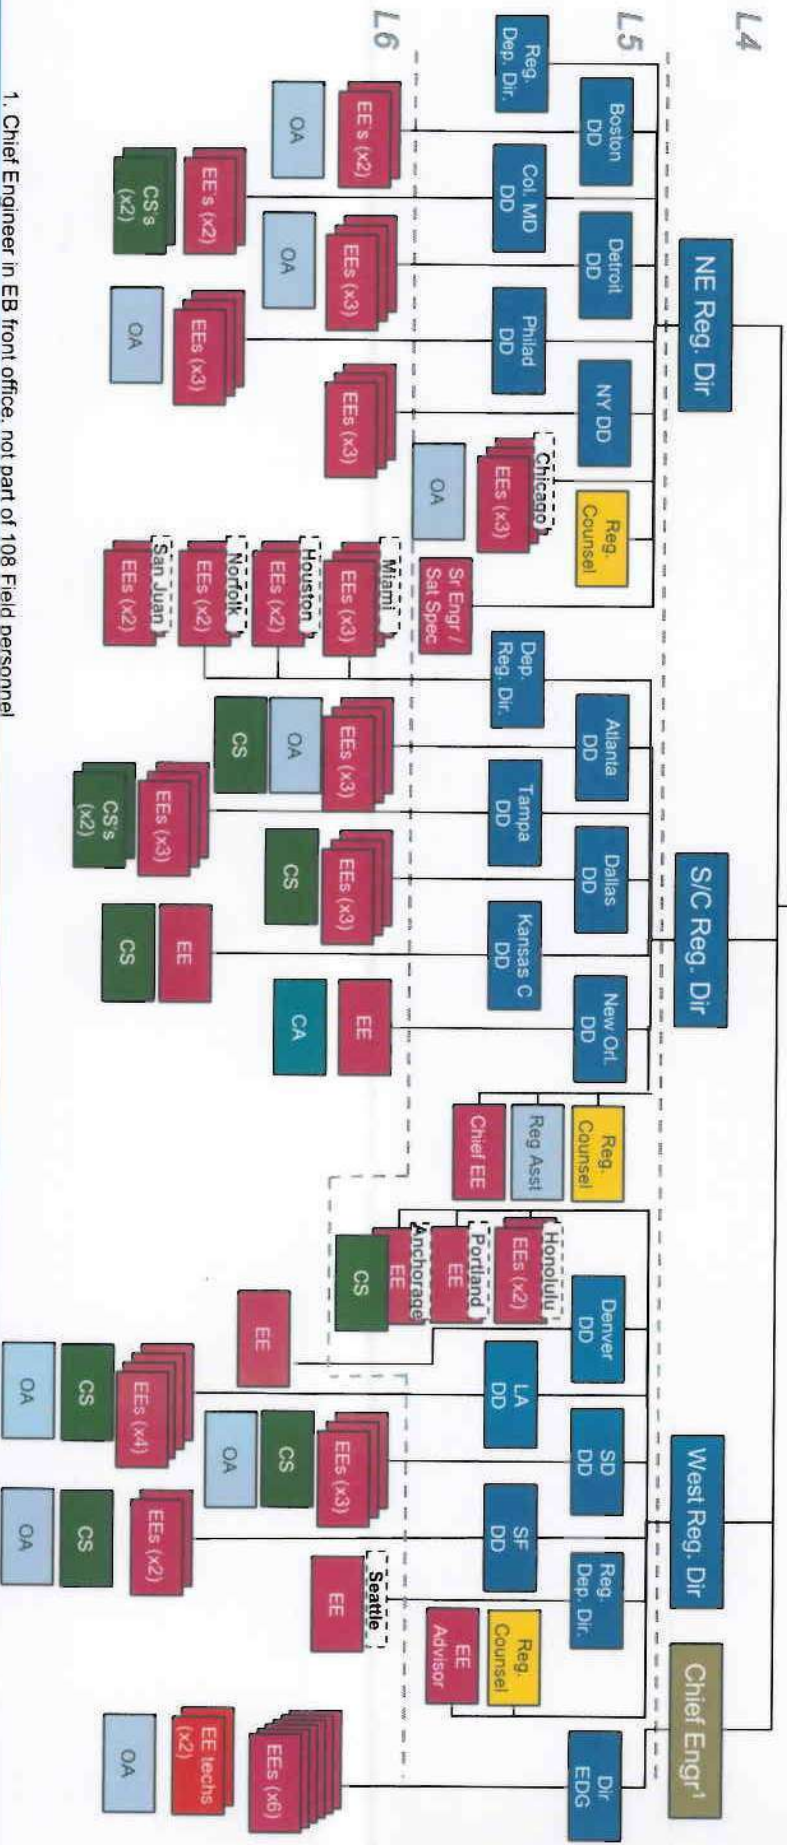 L4
NE Reg. Dir
S/C Reg. Dir
West Reg. Dir
Chief Engr¹
L5
Boston
DD
Detroit
DD
NY DD
Reg.
Counsel
Atlanta
DD
Dallas
DD
New Orl.
DD
Reg.
Counsel
Denver
DD
SD
DD
Reg.
Dep. Dir.
Dir
EDG
Reg.
Dep. Dir.
Col. MD
DD
Philad
DD
Chicago
EEs (x3)
OA
Sr Engr /
Sat Spec
Dep.
Reg. Dir.
Tampa
DD
Kansas C
DD
Reg Asst
Chief EE
Honolulu
EEs (x2)
Portland
EE
Anchorage
EE
CS
LA
DD
SF
DD
Reg.
Counsel
EE
Advisor
L6
EE's (x2)
OA
EE's (x2)
CS's
(x2)
EEs (x3)
OA
EEs (x3)
OA
EEs (x3)
Miami
EEs (x3)
Houston
EEs (x2)
Norfolk
EEs (x2)
San Juan
EEs (x2)
EEs (x3)
OA
CS
EEs (x3)
CS's
(x2)
EEs (x3)
CS
EE
CS
EE
CA
EE
EEs (x4)
CS
OA
EEs (x3)
CS
OA
EEs (x2)
CS
OA
Seattle
EE
EEs (x6)
EE techs
(x2)
OA
1. Chief Engineer in EB front office, not part of 108 Field personnel